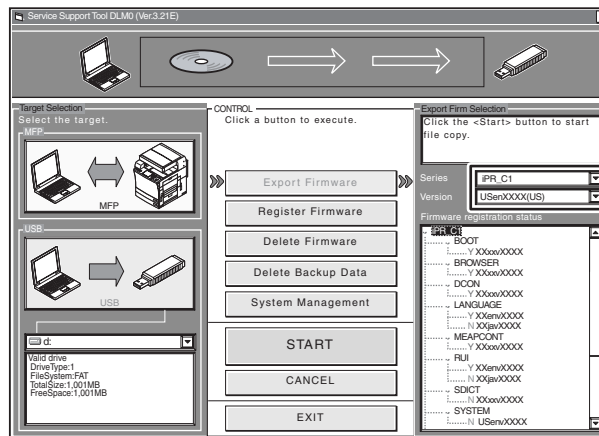 Service Support Tool DLM0 (Ver.3.21E)
Target Selection
Select the target.
MFP
MFP
USB
USB
d:
Valid drive
DriveType:1
FileSystem:FAT
TotalSize:1,001MB
FreeSpace:1,001MB
CONTROL
Click a button to execute.
Export Firmware
Register Firmware
Delete Firmware
Delete Backup Data
System Management
START
CANCEL
EXIT
Export Firm Selection
Click the <Start> button to start
file copy.
Series iPR_C1
Version USenXXXX(US)
Firmware registration status
iPR C1
BOOT
Y XXxxvXXXX
BROWSER
Y XXxxvXXXX
DCON
Y XXxxvXXXX
LANGUAGE
Y XXenvXXXX
N XXjavXXXX
MEAPCONT
Y XXxxvXXXX
RUI
Y XXenvXXXX
N XXjavXXXX
SDICT
N XXxxvXXXX
SYSTEM
N USenvXXXX